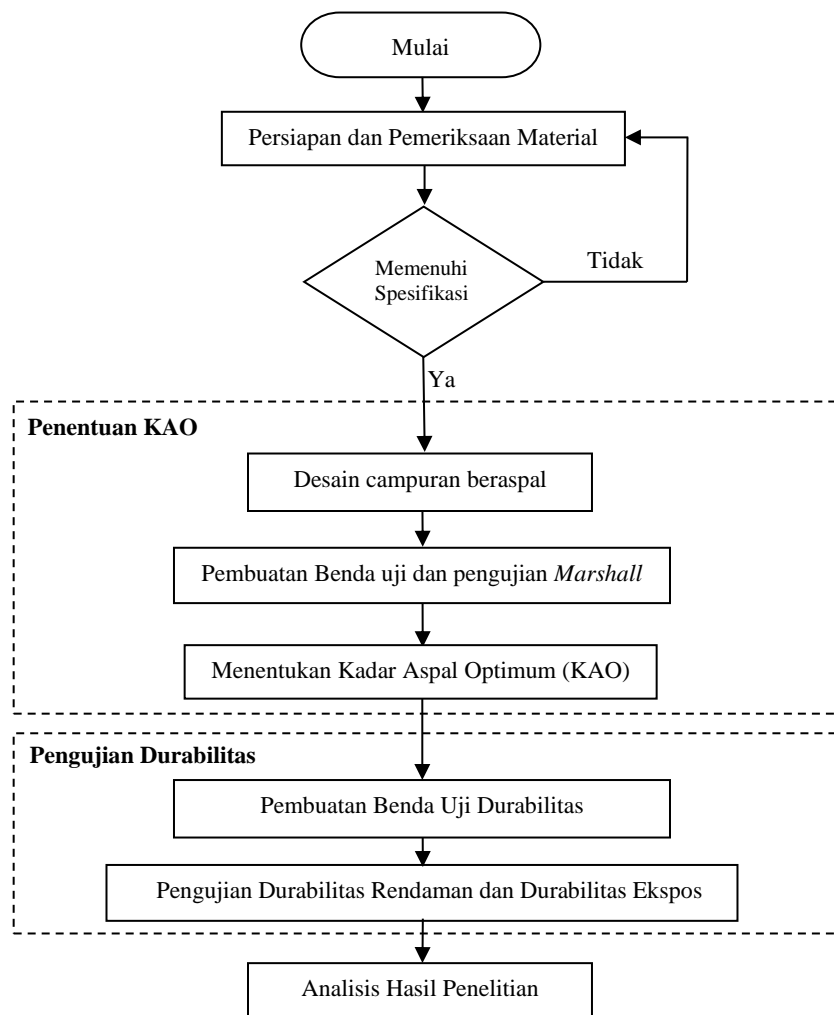 Mulai
Persiapan dan Pemeriksaan Material
Memenuhi
Spesifikasi
Tidak
Ya
Penentuan KAO
Desain campuran beraspal
Pembuatan Benda uji dan pengujian Marshall
Menentukan Kadar Aspal Optimum (KAO)
Pengujian Durabilitas
Pembuatan Benda Uji Durabilitas
Pengujian Durabilitas Rendaman dan Durabilitas Ekspos
Analisis Hasil Penelitian